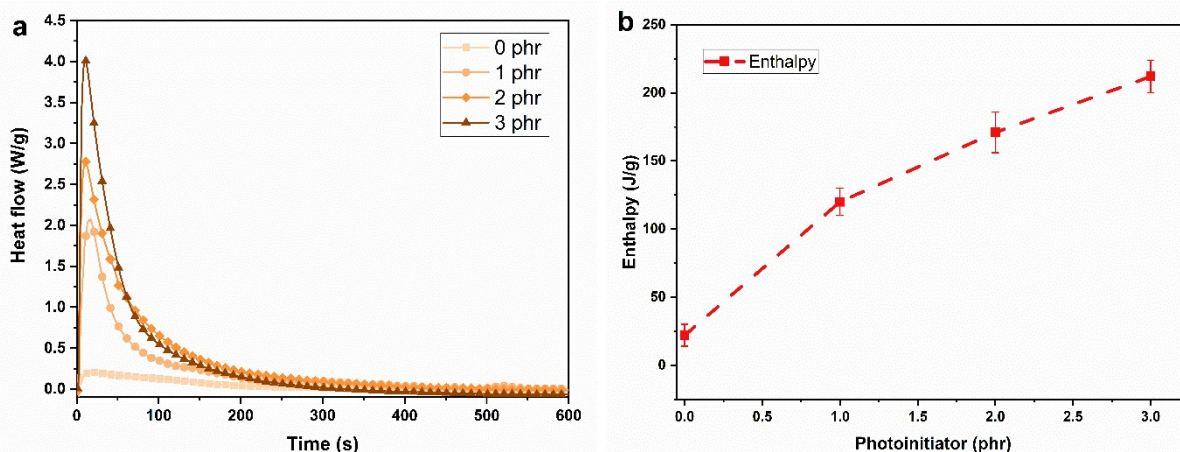 a
Heat flow (W/g)
4.5
4.0
3.5
3.0
2.5
2.0
1.5
1.0
0.5
0.0
0 phr
1 phr
2 phr
3 phr
0 100 200 300 400 500 600
Time (s)
b
Enthalpy (J/g)
250
200
150
100
50
0
Enthalpy
0.0 0.5 1.0 1.5 2.0 2.5 3.0
Photoinitiator (phr)